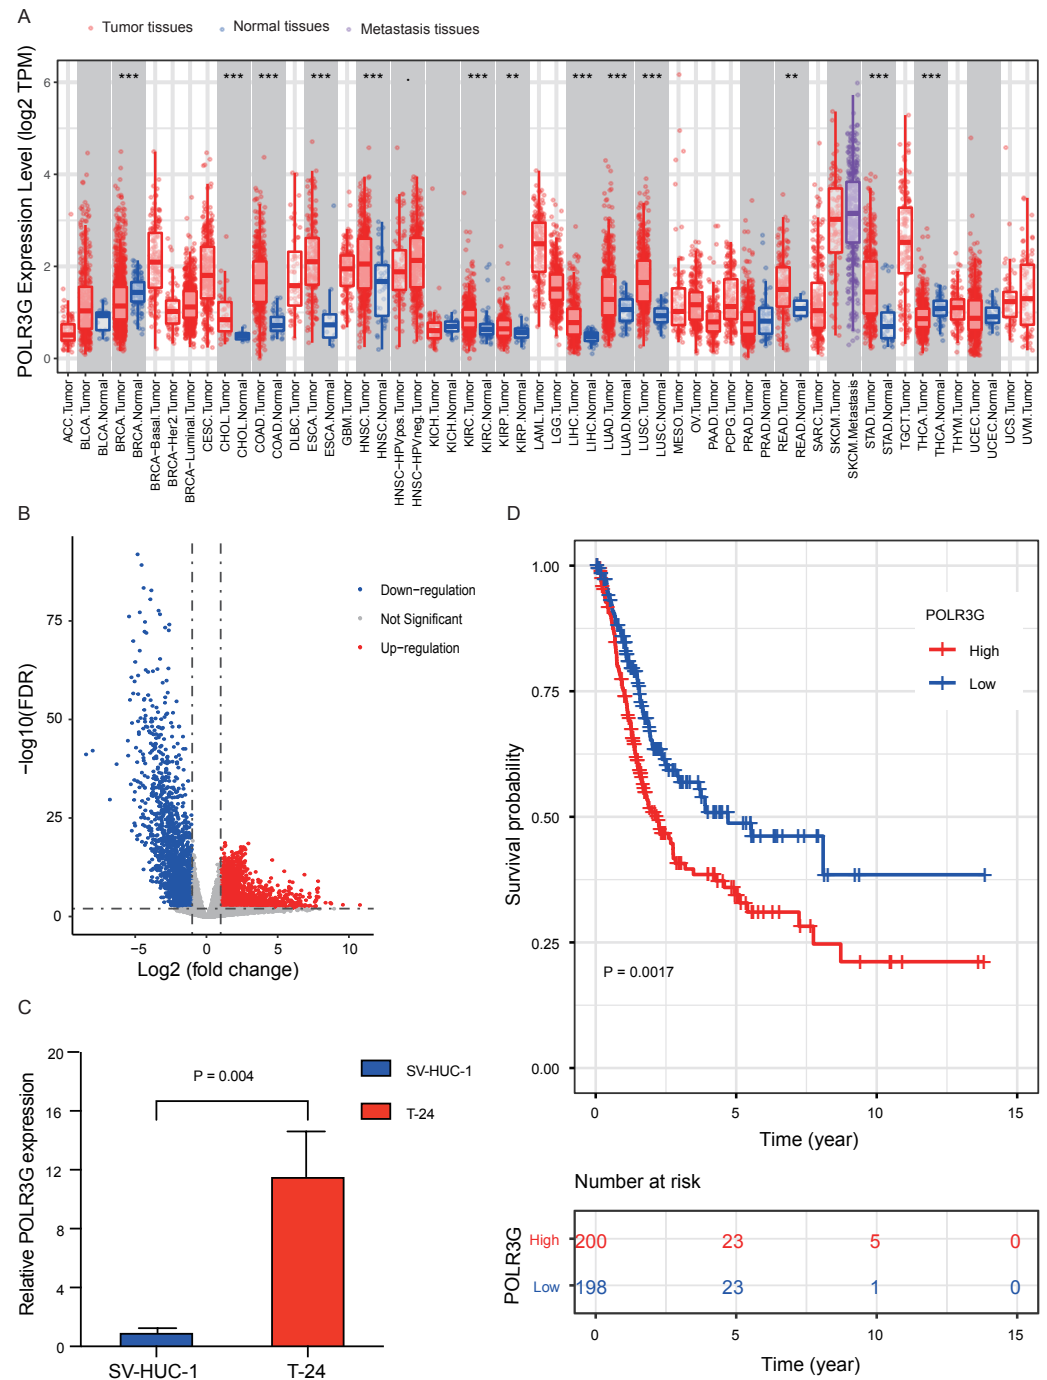 A
Tumor tissues
Normal tissues
Metastasis tissues
POLR3G Expression Level (log2 TPM)
6
4
2
0
*** *** *** *** *** . *** ** *** *** *** ** *** ***
ACC.Tumor
BLCA.Tumor
BLCA.Normal
BRCA.Tumor
BRCA.Normal
BRCA-Basal.Tumor
BRCA-Her2.Tumor
BRCA-Luminal.Tumor
CESC.Tumor
CHOL.Tumor
CHOL.Normal
COAD.Tumor
COAD.Normal
DLBC.Tumor
ESCA.Tumor
ESCA.Normal
GBM.Tumor
HNSC.Tumor
HNSC.Normal
HNSC-HPVpos.Tumor
HNSC-HPVneg.Tumor
KICH.Tumor
KICH.Normal
KIRC.Tumor
KIRC.Normal
KIRP.Tumor
KIRP.Normal
LAML.Tumor
LGG.Tumor
LIHC.Tumor
LIHC.Normal
LUAD.Tumor
LUAD.Normal
LUSC.Tumor
LUSC.Normal
MESO.Tumor
OV.Tumor
PAAD.Tumor
PCPG.Tumor
PRAD.Tumor
PRAD.Normal
READ.Tumor
READ.Normal
SARC.Tumor
SKCM.Tumor
SKCM.Metastasis
STAD.Tumor
STAD.Normal
TGCT.Tumor
THCA.Tumor
THCA.Normal
THYM.Tumor
UCEC.Tumor
UCEC.Normal
UCS.Tumor
UVM.Tumor
B
−log10(FDR)
75
50
25
0
−5 0 5 10
Log2 (fold change)
Down−regulation
Not Significant
Up−regulation
C
Relative POLR3G expression
20
16
12
8
4
0
P = 0.004
SV-HUC-1
T-24
SV-HUC-1 T-24
D
Survival probability
1.00
0.75
0.50
0.25
0.00
POLR3G
High
Low
P = 0.0017
0 5 10 15
Time (year)
Number at risk
POLR3G
High 200 23 5 0
Low 198 23 1 0
0 5 10 15
Time (year)